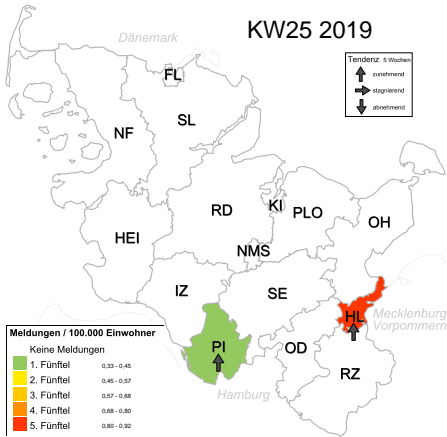 KW25 2019
Dänemark
Tendenz 5 Wochen
zunehmend
stagnierend
abnehmend
FL
SL
NF
RD
KI
PLO
OH
HEI
NMS
IZ
SE
HL
Mecklenburg
Vorpommern
PI
OD
RZ
Hamburg
Meldungen / 100.000 Einwohner
Keine Meldungen
1. Fünftel 0,33 - 0,45
2. Fünftel 0,45 - 0,57
3. Fünftel 0,57 - 0,68
4. Fünftel 0,68 - 0,80
5. Fünftel 0,80 - 0,92